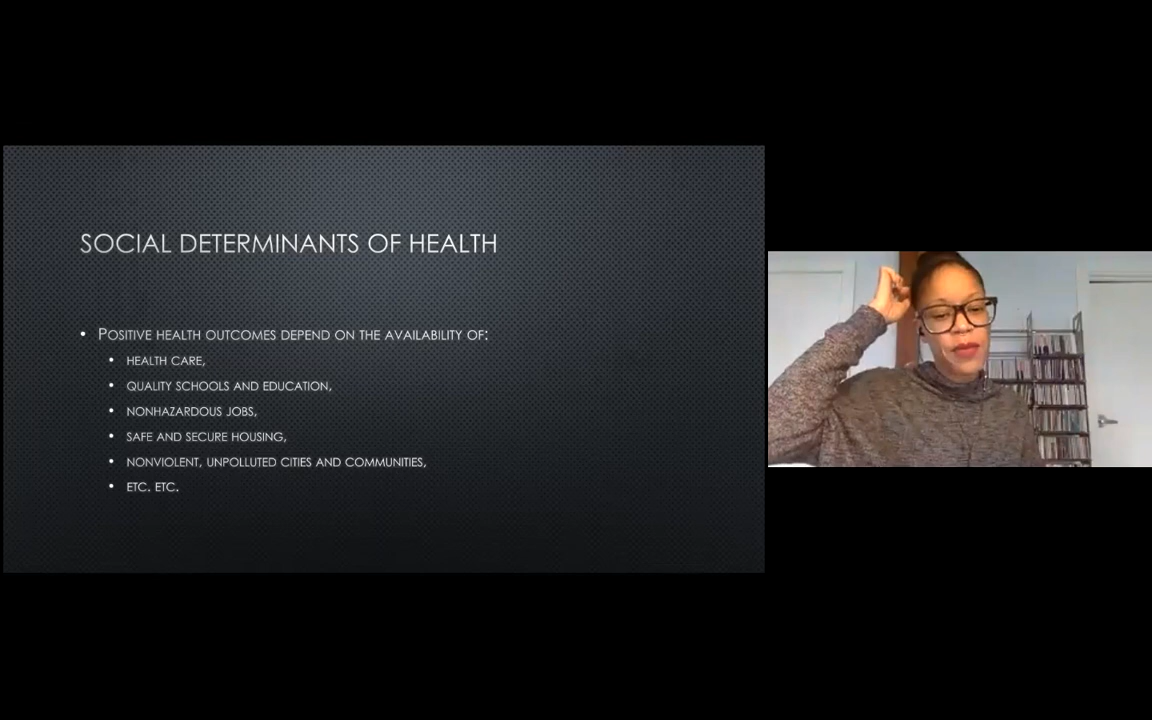 SOCIAL DETERMINANTS OF HEALTH
• POSITIVE HEALTH OUTCOMES DEPEND ON THE AVAILABILITY OF:
• HEALTH CARE,
• QUALITY SCHOOLS AND EDUCATION,
• NONHAZARDOUS JOBS,
• SAFE AND SECURE HOUSING,
• NONVIOLENT, UNPOLLUTED CITIES AND COMMUNITIES,
• ETC. ETC.